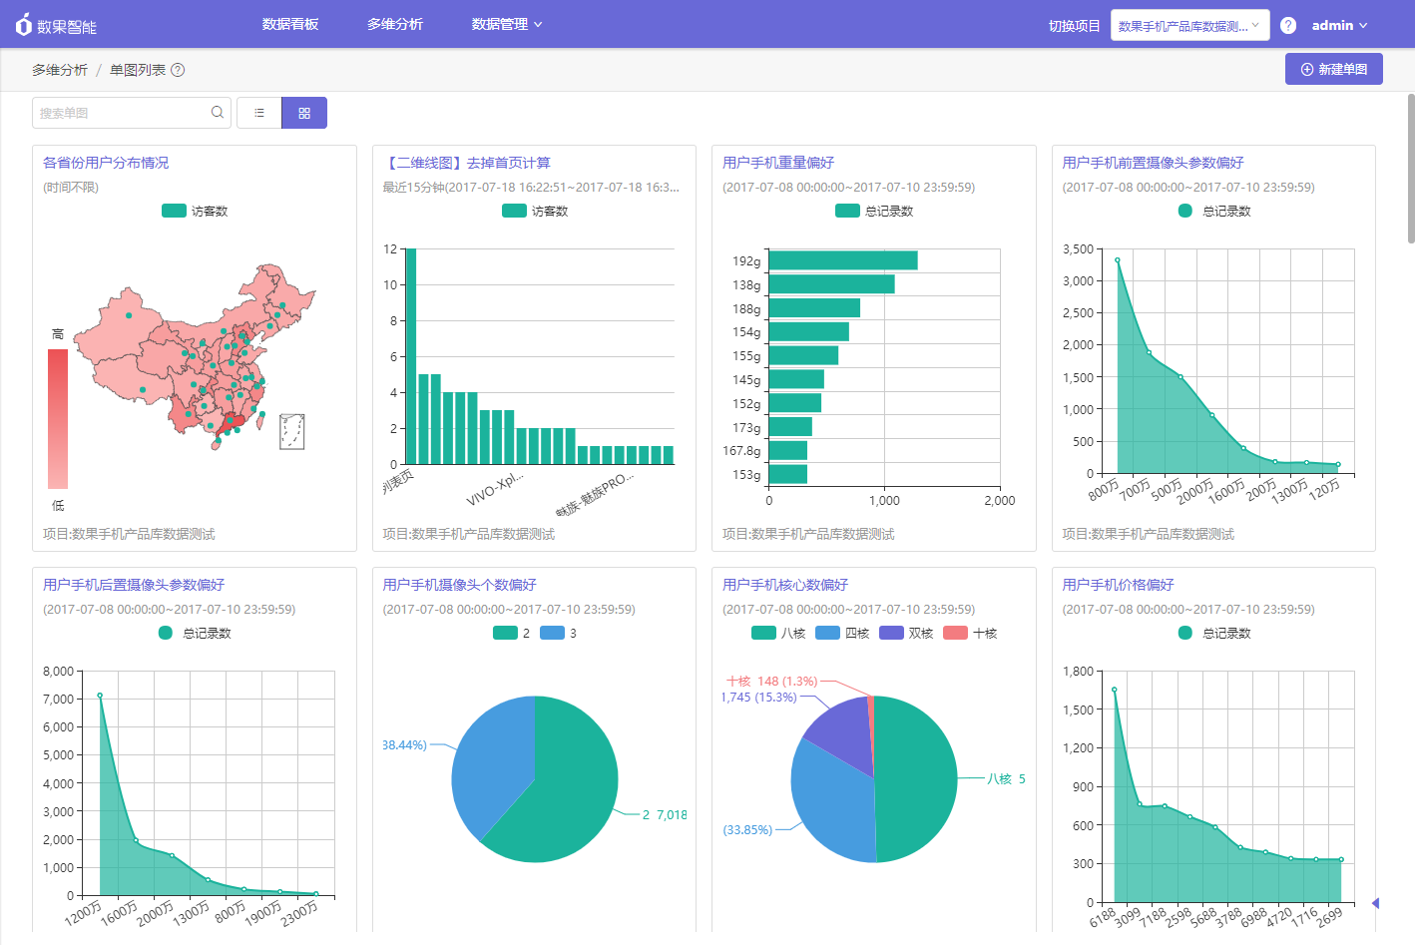 数果智能
数据看板
多维分析
数据管理
切换项目
数果手机产品库数据测...
?
admin
多维分析 / 单图列表 ?
新建单图
搜索单图
各省份用户分布情况
(时间不限)
访客数
高
低
项目:数果手机产品库数据测试
【二维线图】去掉首页计算
最近15分钟(2017-07-18 16:22:51~2017-07-18 16:3...
访客数
12
10
8
6
4
2
0
列表页
VIVO-Xpl...
魅族-魅族PRO...
项目:数果手机产品库数据测试
用户手机重量偏好
(2017-07-08 00:00:00~2017-07-10 23:59:59)
总记录数
192g
138g
188g
154g
155g
145g
152g
173g
167.8g
153g
0
1,000
2,000
项目:数果手机产品库数据测试
用户手机前置摄像头参数偏好
(2017-07-08 00:00:00~2017-07-10 23:59:59)
总记录数
3,500
3,000
2,500
2,000
1,500
1,000
500
0
800万
700万
500万
2000万
1600万
200万
1300万
120万
项目:数果手机产品库数据测试
用户手机后置摄像头参数偏好
(2017-07-08 00:00:00~2017-07-10 23:59:59)
总记录数
8,000
7,000
6,000
5,000
4,000
3,000
2,000
1,000
0
1200万
1600万
2000万
1300万
800万
1900万
2300万
用户手机摄像头个数偏好
(2017-07-08 00:00:00~2017-07-10 23:59:59)
2
3
38.44%)
2 7,018
用户手机核心数偏好
(2017-07-08 00:00:00~2017-07-10 23:59:59)
八核
四核
双核
十核
十核 148 (1.3%)
1,745 (15.3%)
八核 5
(33.85%)
用户手机价格偏好
(2017-07-08 00:00:00~2017-07-10 23:59:59)
总记录数
1,800
1,500
1,200
900
600
300
0
6188
3099
7188
2598
5688
3788
6988
4720
1716
2699